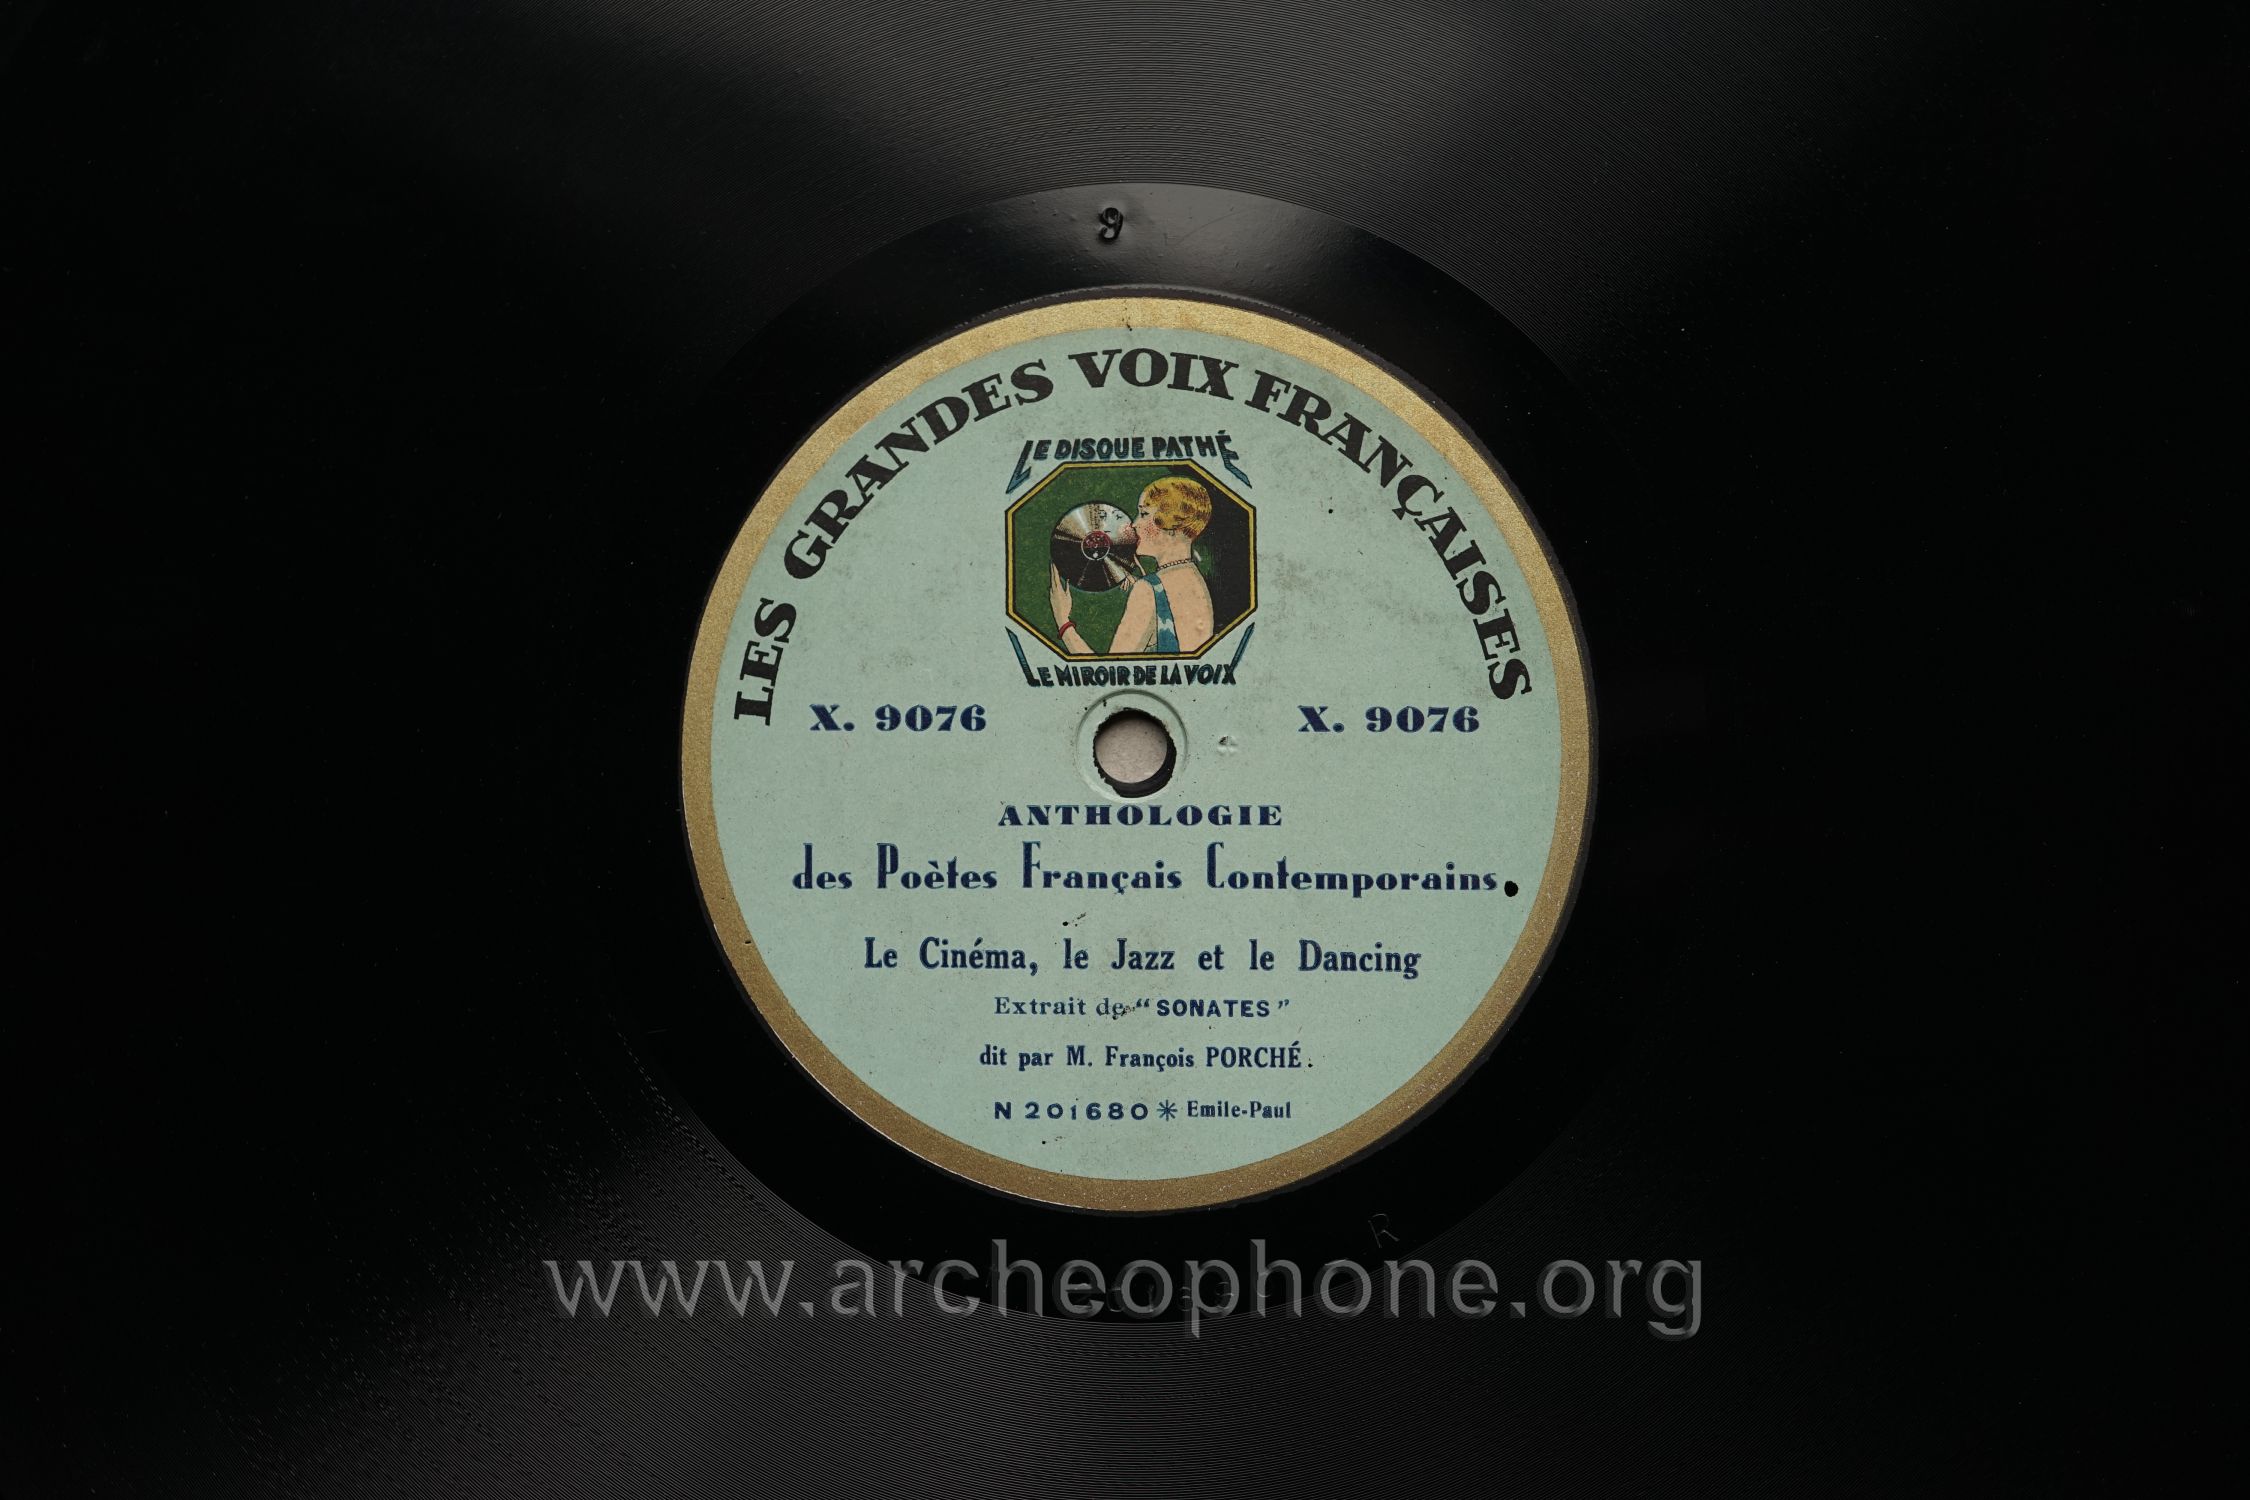 9
LES GRANDES VOIX FRANÇAISES
LE DISQUE PATHÉ
LE MIROIR DE LA VOIX
X. 9076 X. 9076
ANTHOLOGIE
des Poètes Français Contemporains.
Le Cinéma, le Jazz et le Dancing
Extrait de “SONATES”
dit par M. François PORCHÉ.
N 201680 * Emile-Paul
R
www.archeophone.org